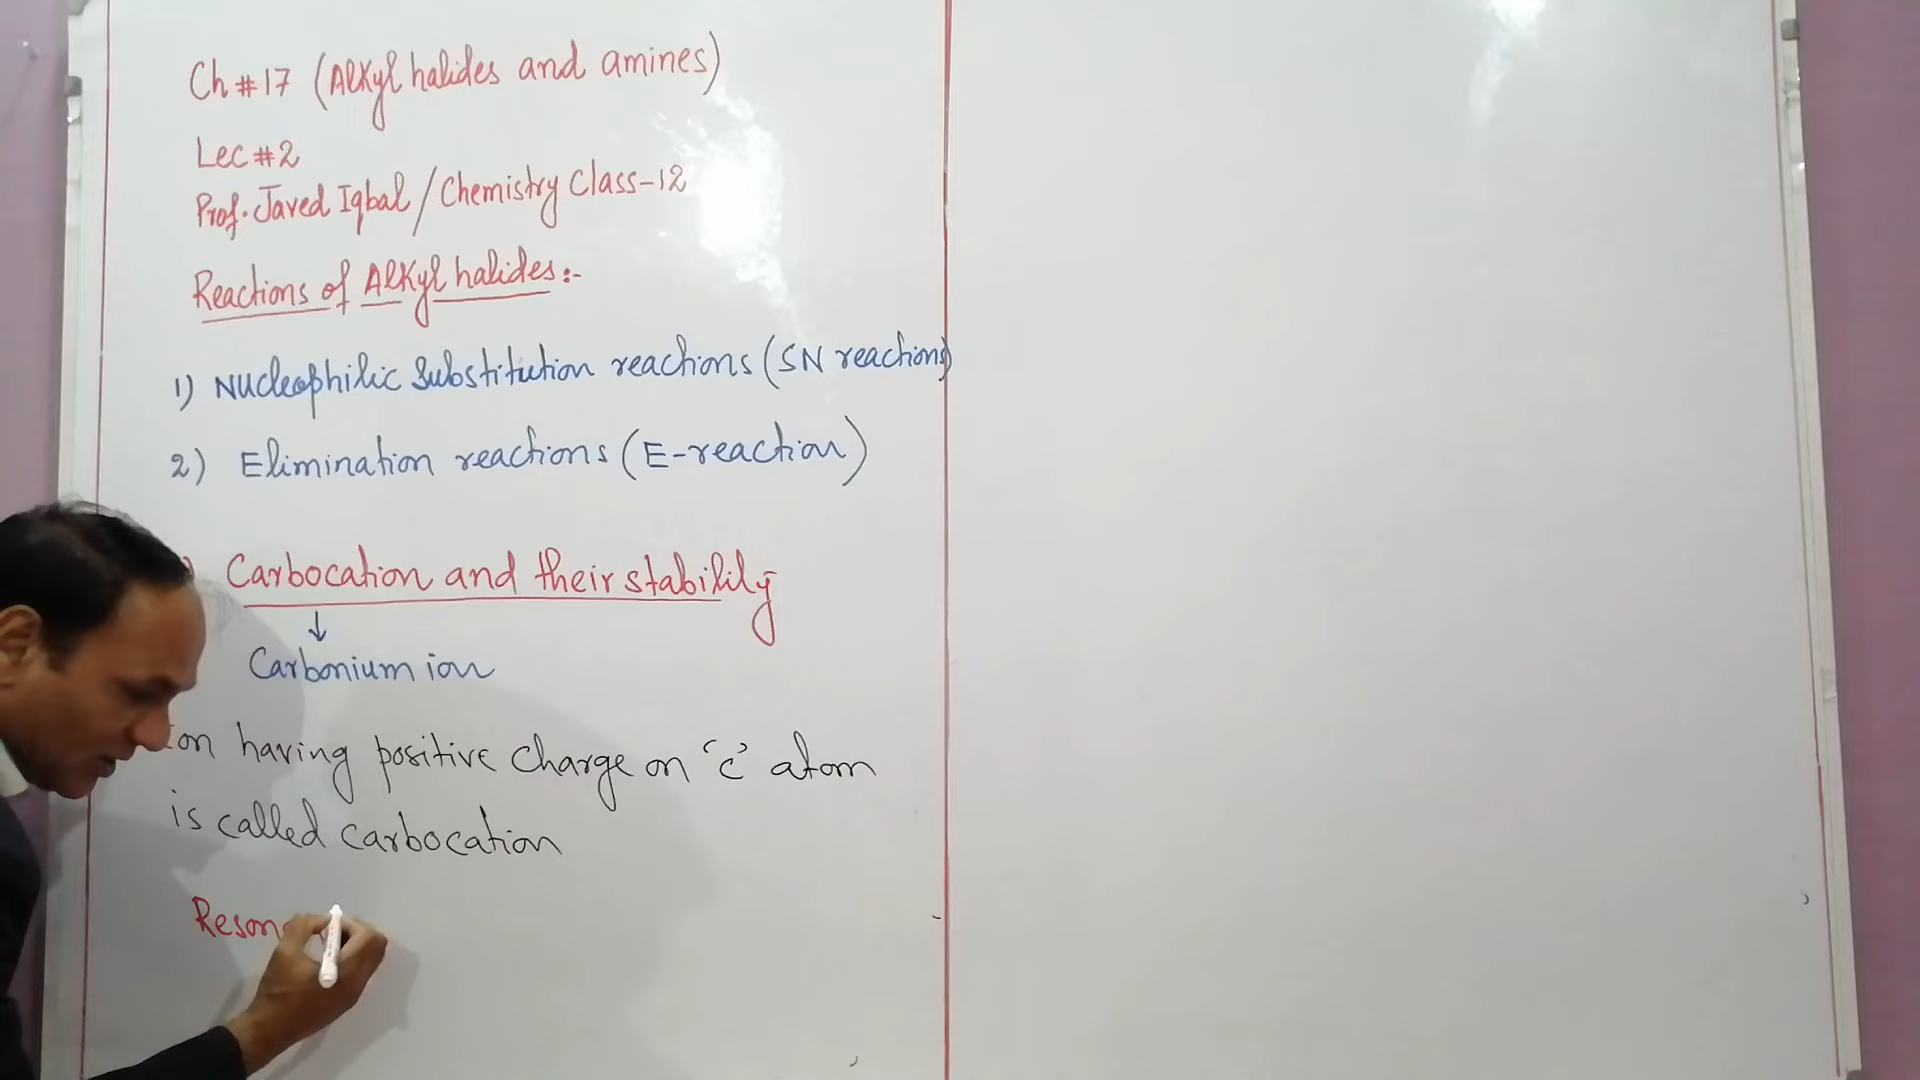 Ch # 17 (Alkyl halides and amines)
Lec # 2
Prof. Javed Iqbal / Chemistry Class-12
Reactions of Alkyl halides :-
1) Nucleophilic Substitution reactions (SN reactions)
2) Elimination reactions (E-reaction)
Carbocation and their stability
↓
Carbonium ion
on having positive charge on 'c' atom
is called carbocation
Reson